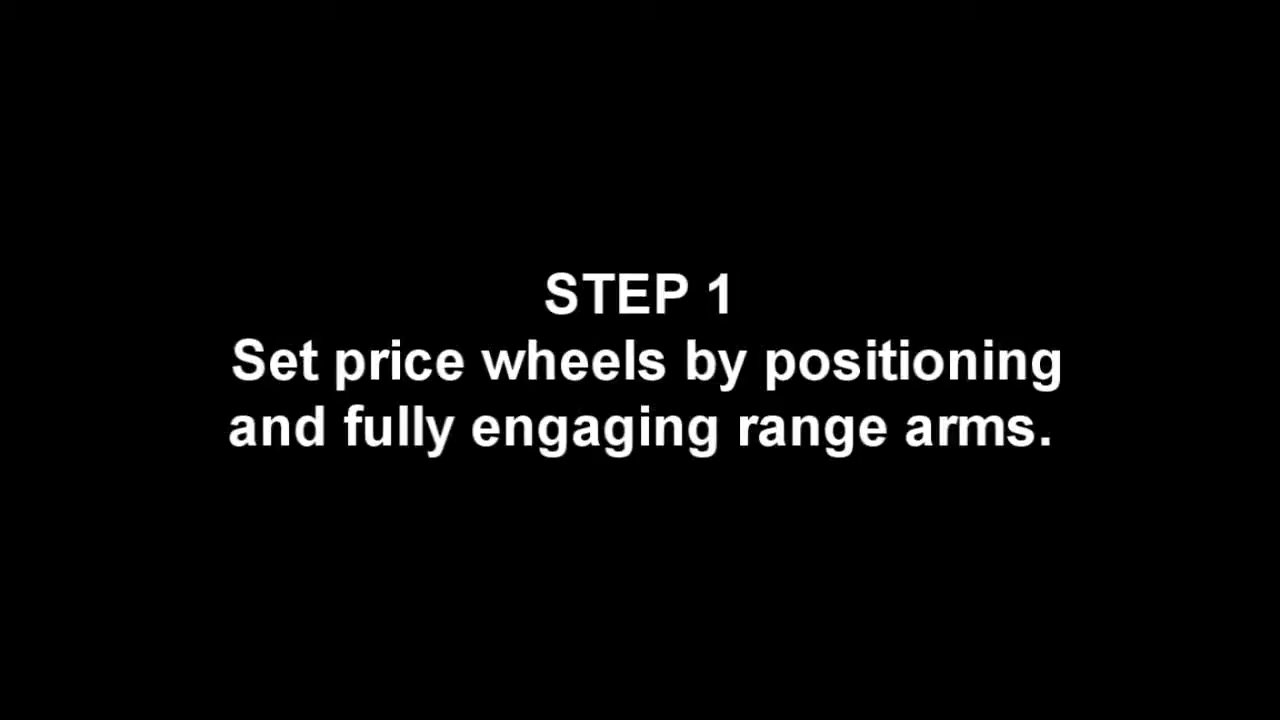 STEP 1
Set price wheels by positioning
and fully engaging range arms.